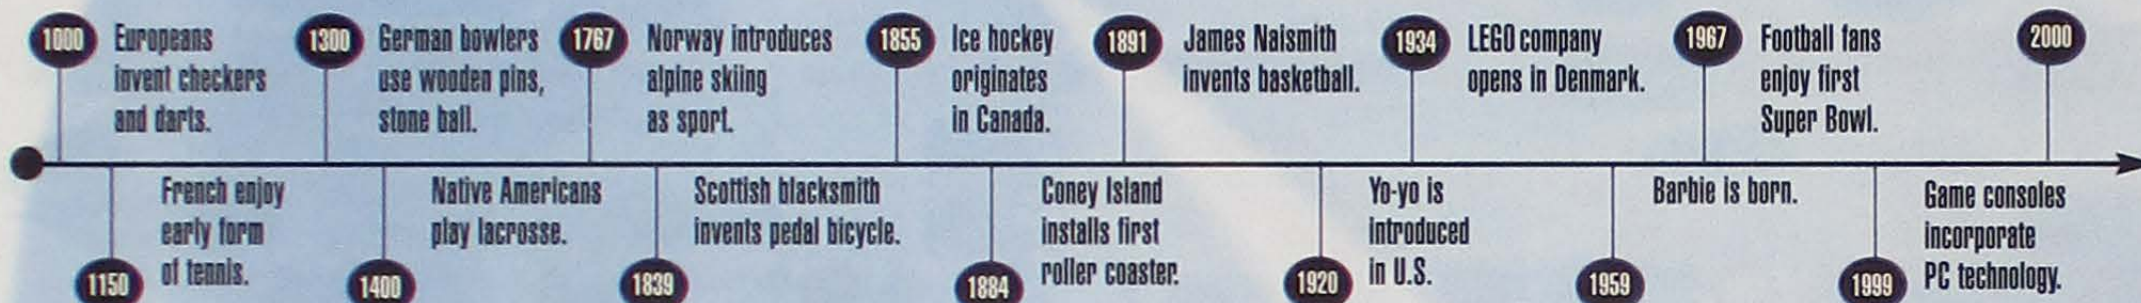 1000
Europeans
invent checkers
and darts.
1300
German bowlers
use wooden pins,
stone ball.
1767
Norway introduces
alpine skiing
as sport.
1855
Ice hockey
originates
in Canada.
1891
James Naismith
invents basketball.
1934
LEGO company
opens in Denmark.
1967
Football fans
enjoy first
Super Bowl.
2000
1150
French enjoy
early form
of tennis.
1400
Native Americans
play lacrosse.
1839
Scottish blacksmith
invents pedal bicycle.
1884
Coney Island
installs first
roller coaster.
1920
Yo-yo is
introduced
in U.S.
1959
Barbie is born.
1999
Game consoles
incorporate
PC technology.